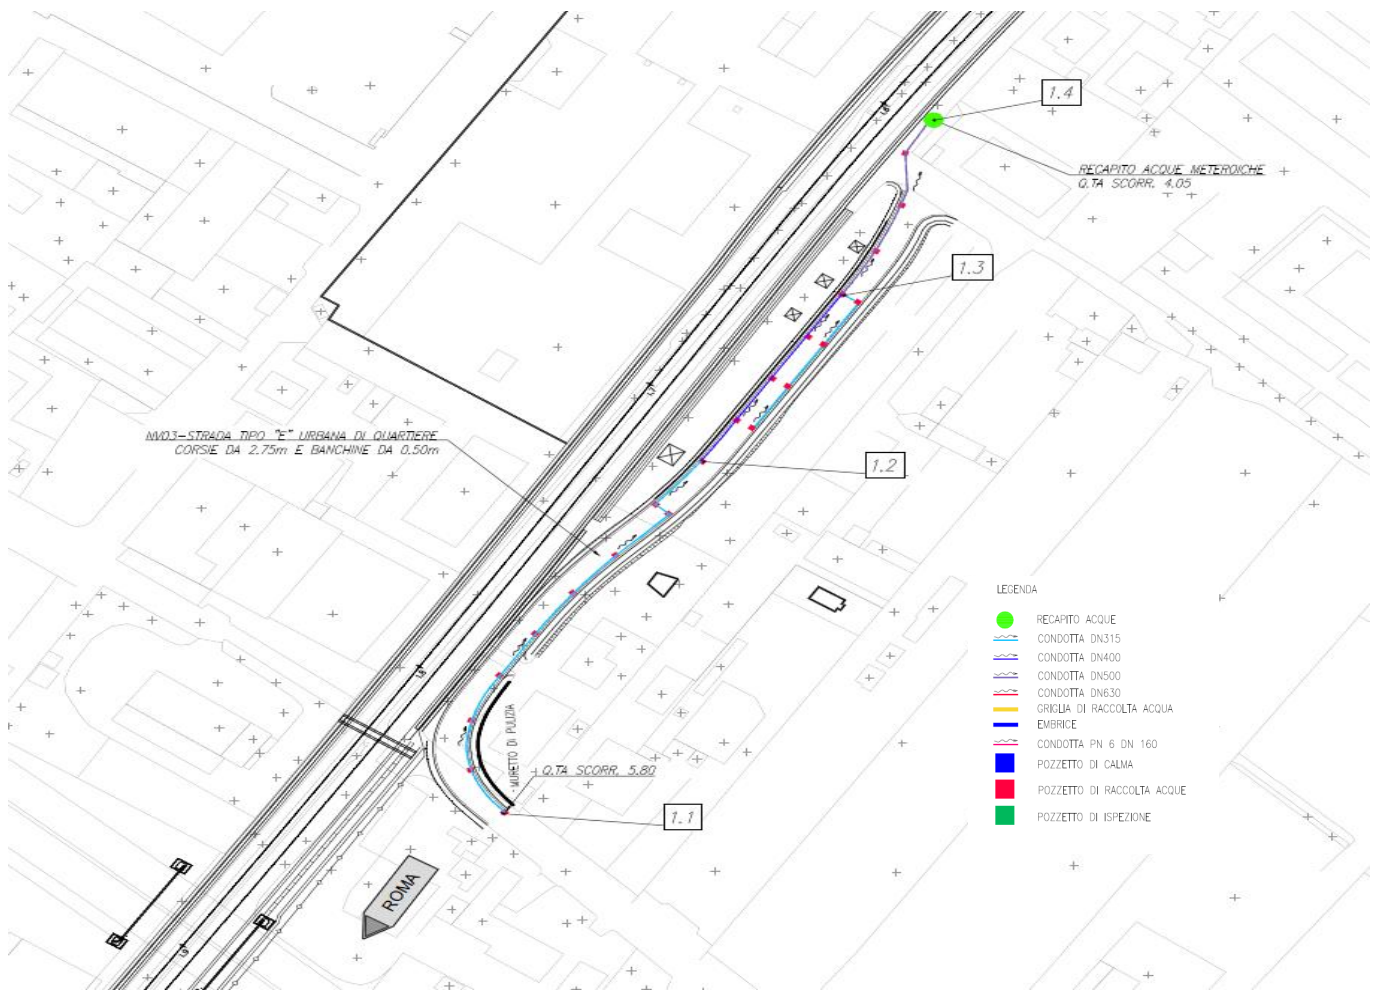 1.4
RECAPITO ACQUE METEROICHE
Q.TA SCORR. 4.05
1.3
NV03-STRADA TIPO "E" URBANA DI QUARTIERE
CORSIE DA 2.75m E BANCHINE DA 0.50m
1.2
MURETTO DI PULIZIA
Q.TA SCORR. 5.80
1.1
ROMA
LEGENDA
RECAPITO ACQUE
CONDOTTA DN315
CONDOTTA DN400
CONDOTTA DN500
CONDOTTA DN630
GRIGLIA DI RACCOLTA ACQUA
EMBRICE
CONDOTTA PN 6 DN 160
POZZETTO DI CALMA
POZZETTO DI RACCOLTA ACQUE
POZZETTO DI ISPEZIONE